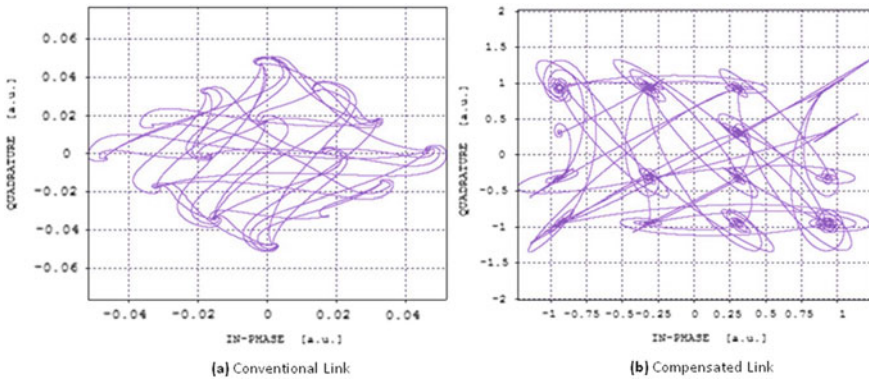 0.06
0.04
0.02
0
-0.02
-0.04
-0.06
QUADRATURE [a.u.]
-0.04 -0.02 0 0.02 0.04
IN-PHASE [a.u.]
(a) Conventional Link
2
1.5
1
0.5
0
-0.5
-1
-1.5
-2
QUADRATURE [a.u.]
-1 -0.75 -0.5 -0.25 0 0.25 0.5 0.75 1
IN-PHASE [a.u.]
(b) Compensated Link